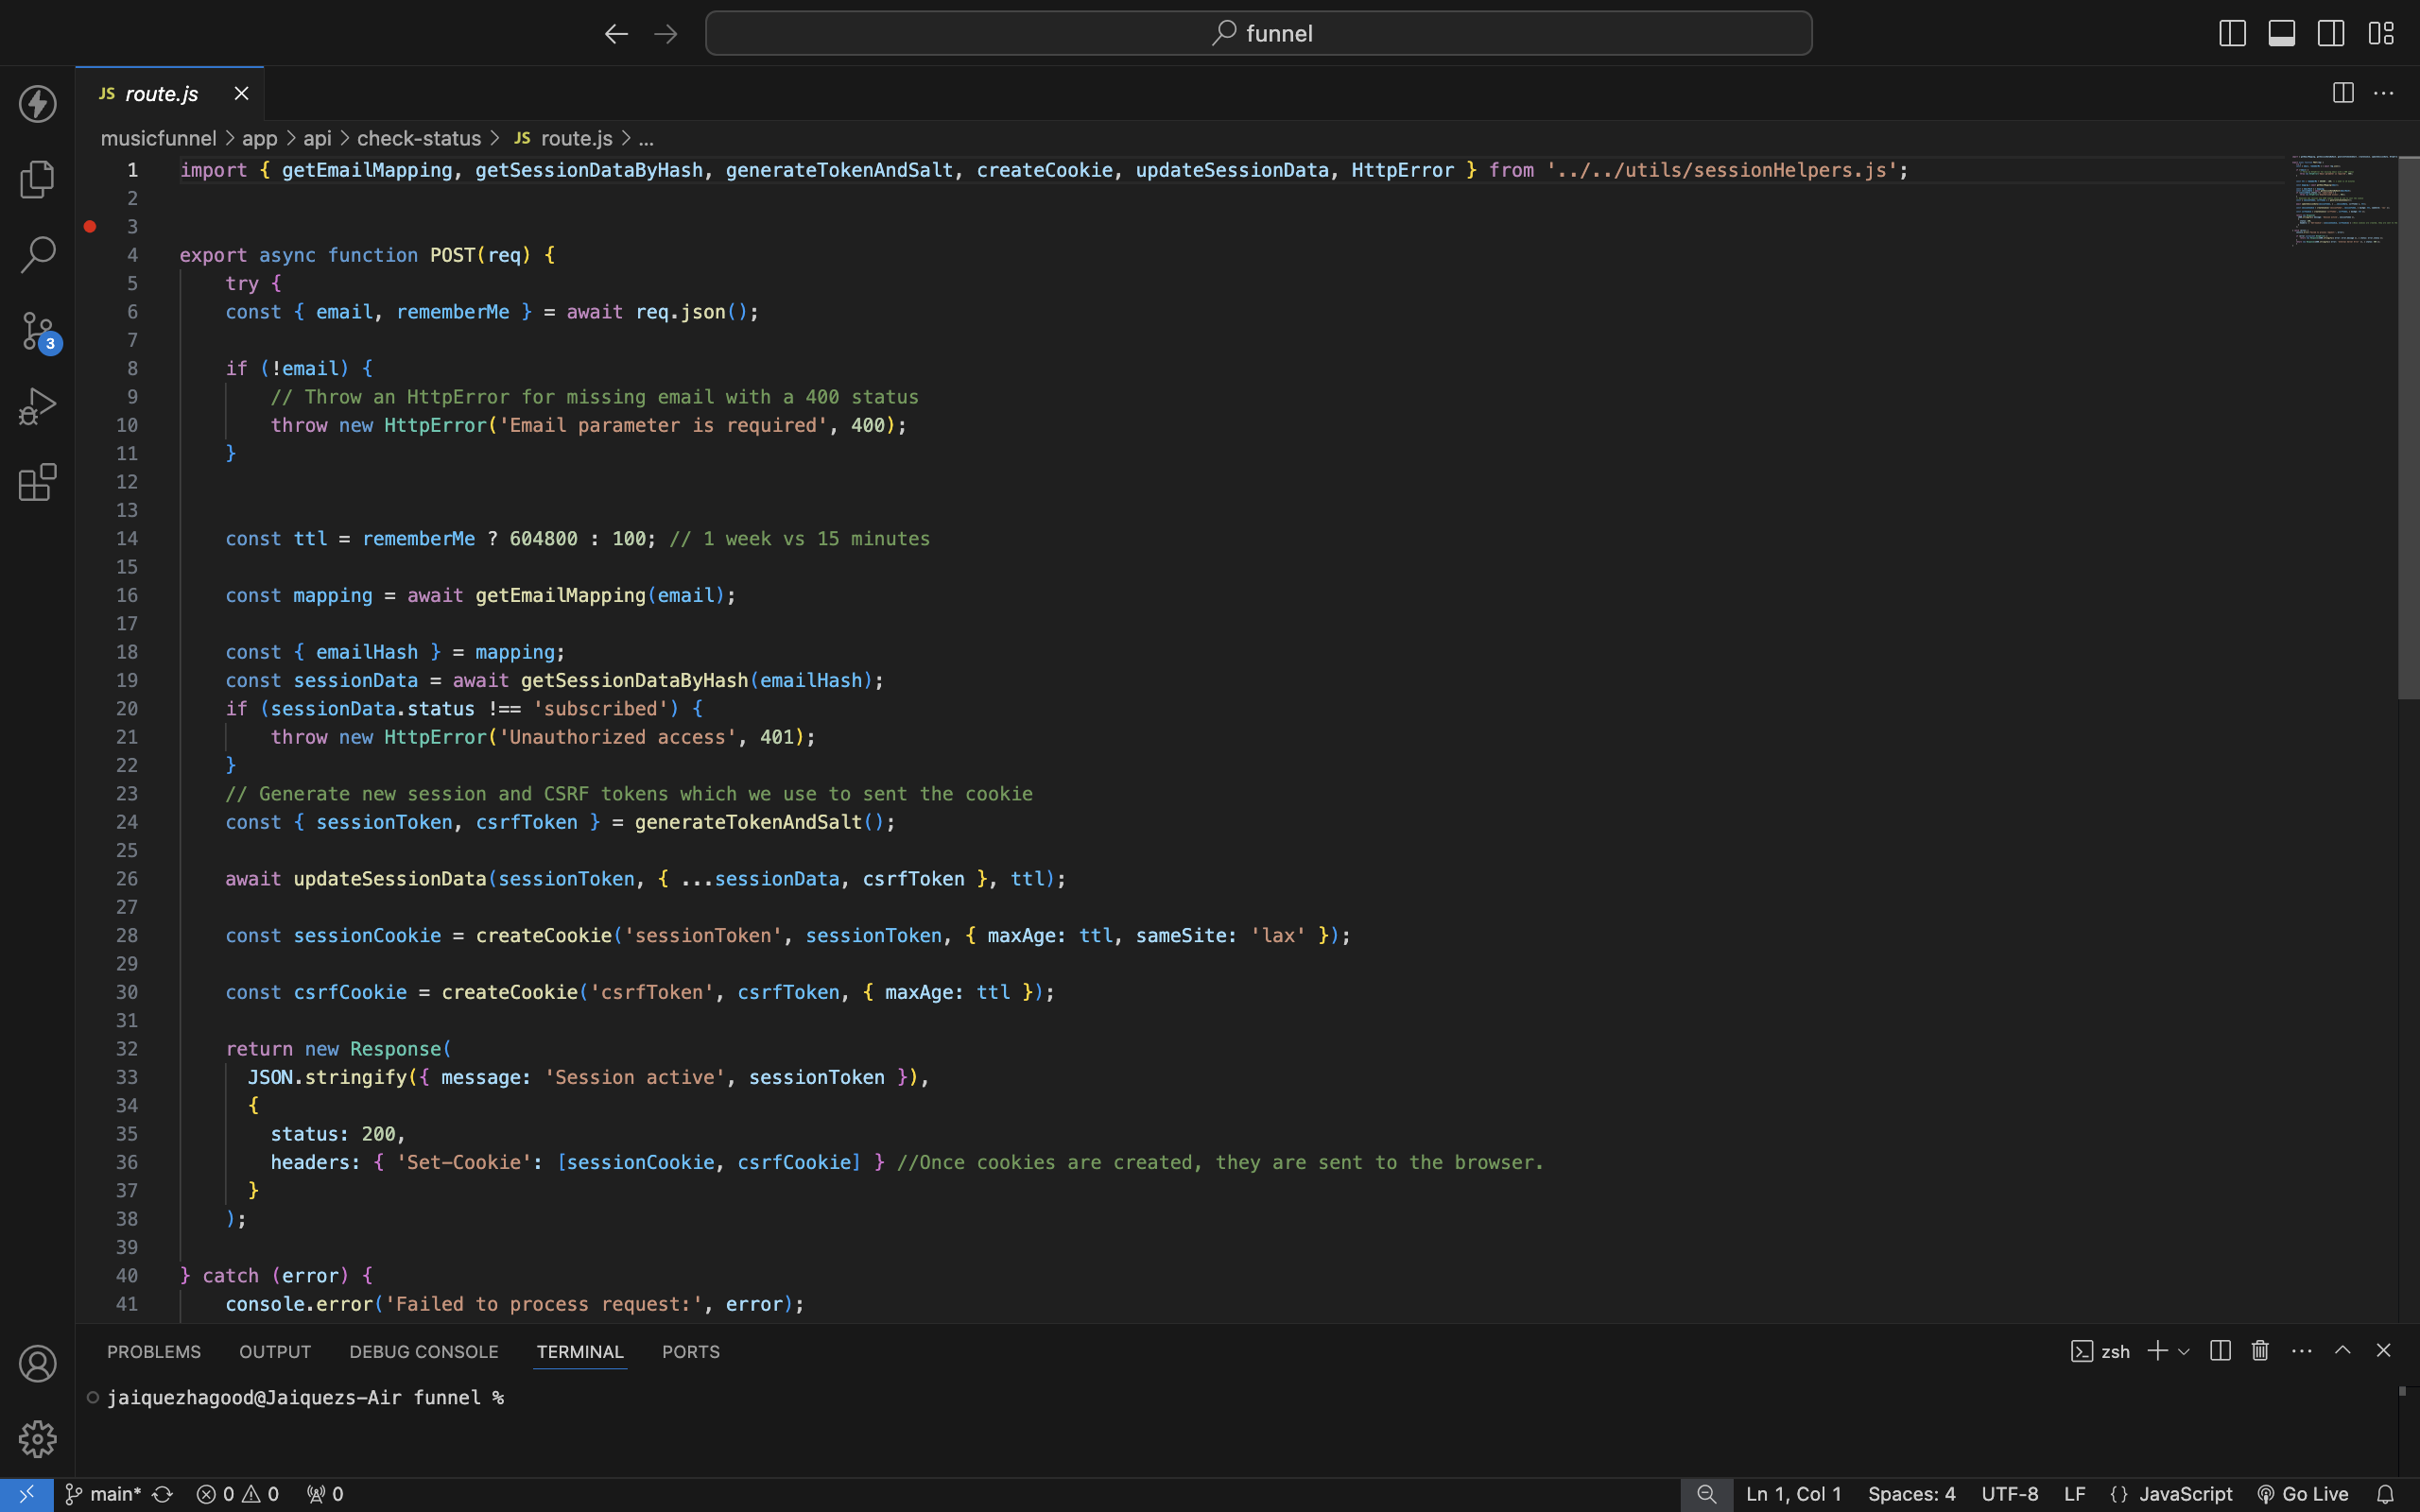 funnel
JS route.js
musicfunnel > app > api > check-status > JS route.js > ...
1 import { getEmailMapping, getSessionDataByHash, generateTokenAndSalt, createCookie, updateSessionData, HttpError } from '../../utils/sessionHelpers.js';
2
3
4 export async function POST(req) {
5 try {
6 const { email, rememberMe } = await req.json();
7
8 if (!email) {
9 // Throw an HttpError for missing email with a 400 status
10 throw new HttpError('Email parameter is required', 400);
11 }
12
13
14 const ttl = rememberMe ? 604800 : 100; // 1 week vs 15 minutes
15
16 const mapping = await getEmailMapping(email);
17
18 const { emailHash } = mapping;
19 const sessionData = await getSessionDataByHash(emailHash);
20 if (sessionData.status !== 'subscribed') {
21 throw new HttpError('Unauthorized access', 401);
22 }
23 // Generate new session and CSRF tokens which we use to sent the cookie
24 const { sessionToken, csrfToken } = generateTokenAndSalt();
25
26 await updateSessionData(sessionToken, { ...sessionData, csrfToken }, ttl);
27
28 const sessionCookie = createCookie('sessionToken', sessionToken, { maxAge: ttl, sameSite: 'lax' });
29
30 const csrfCookie = createCookie('csrfToken', csrfToken, { maxAge: ttl });
31
32 return new Response(
33 JSON.stringify({ message: 'Session active', sessionToken }),
34 {
35 status: 200,
36 headers: { 'Set-Cookie': [sessionCookie, csrfCookie] } //Once cookies are created, they are sent to the browser.
37 }
38 );
39
40 } catch (error) {
41 console.error('Failed to process request:', error);
3
PROBLEMS OUTPUT DEBUG CONSOLE TERMINAL PORTS zsh
jaiquezhagood@Jaiquezs-Air funnel %
main* 0 0 0 Ln 1, Col 1 Spaces: 4 UTF-8 LF {} JavaScript Go Live